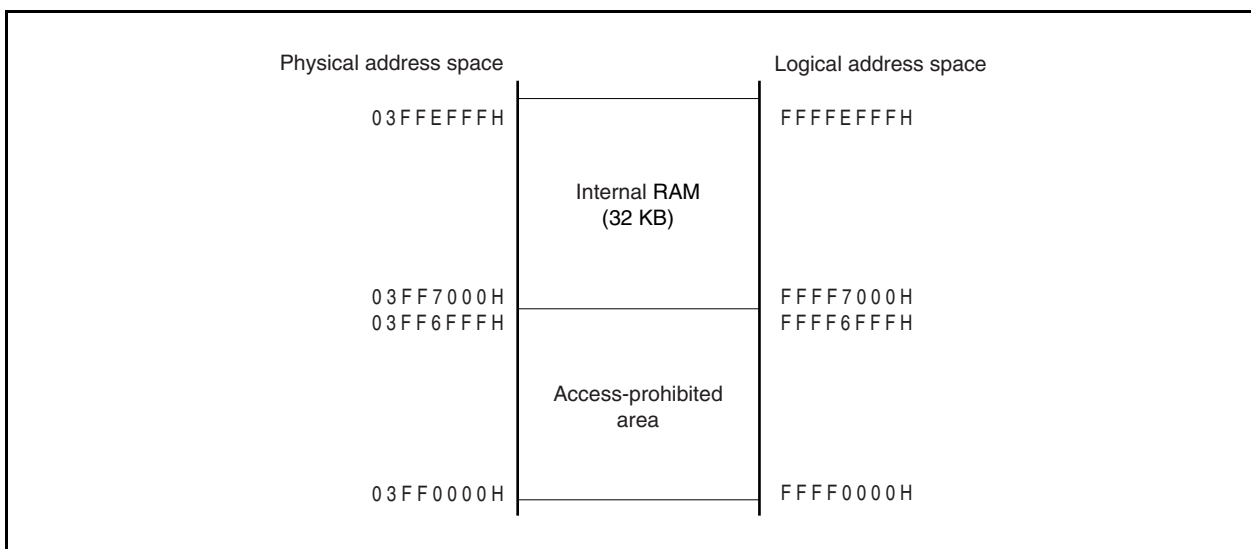 Physical address space
Logical address space
03FFEFFFH
FFFFEFFFH
Internal RAM
(32 KB)
03FF7000H
FFFF7000H
03FF6FFFH
FFFF6FFFH
Access-prohibited
area
03FF0000H
FFFF0000H